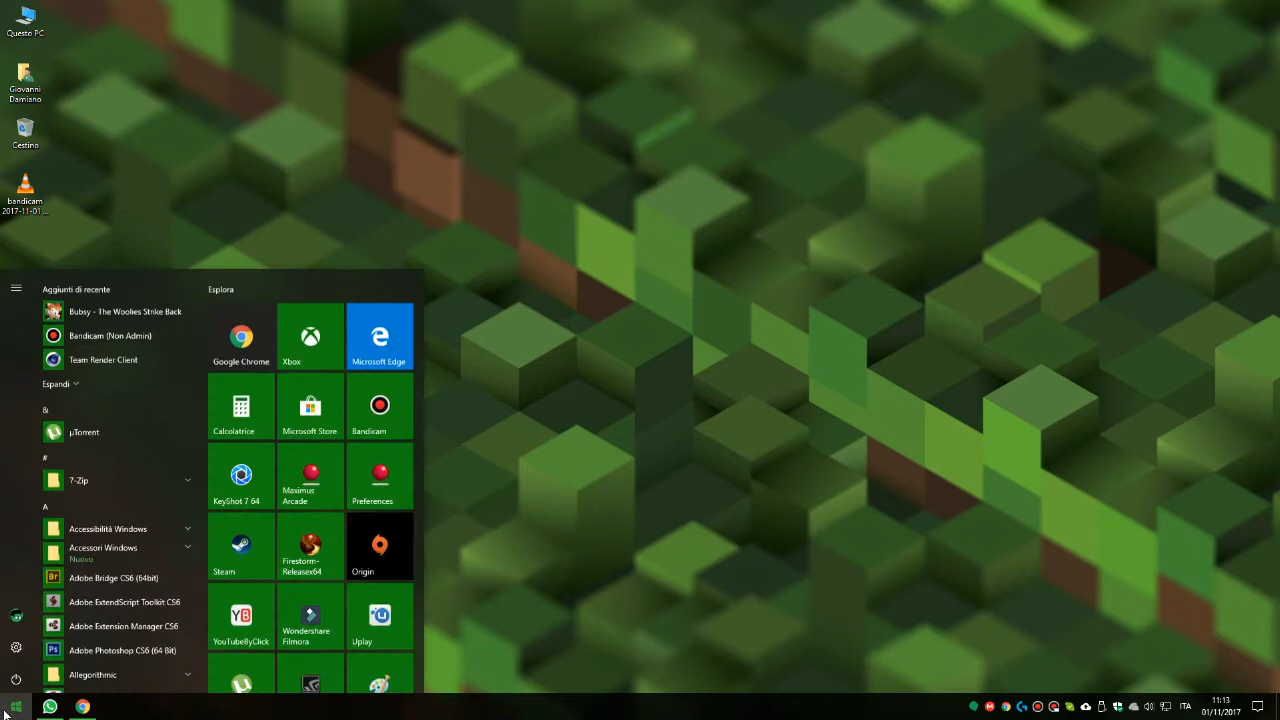 Questo PC
Giovanni
Damiano
Cestino
bandicam
2017-11-01 ...
Aggiunti di recente
Bubsy - The Woolies Strike Back
Bandicam (Non Admin)
Team Render Client
Espandi
&
µTorrent
#
7-Zip
A
Accessibilità Windows
Accessori Windows
Nuovo
Adobe Bridge CS6 (64bit)
Adobe ExtendScript Toolkit CS6
Adobe Extension Manager CS6
Adobe Photoshop CS6 (64 Bit)
Allegorithmic
Esplora
Google Chrome
Xbox
Microsoft Edge
Calcolatrice
Microsoft Store
Bandicam
KeyShot 7 64
Maximus
Arcade
Preferences
Steam
Firestorm-
Releasex64
Origin
YouTubeByClick
Wondershare
Filmora
Uplay
ITA
11:13
01/11/2017